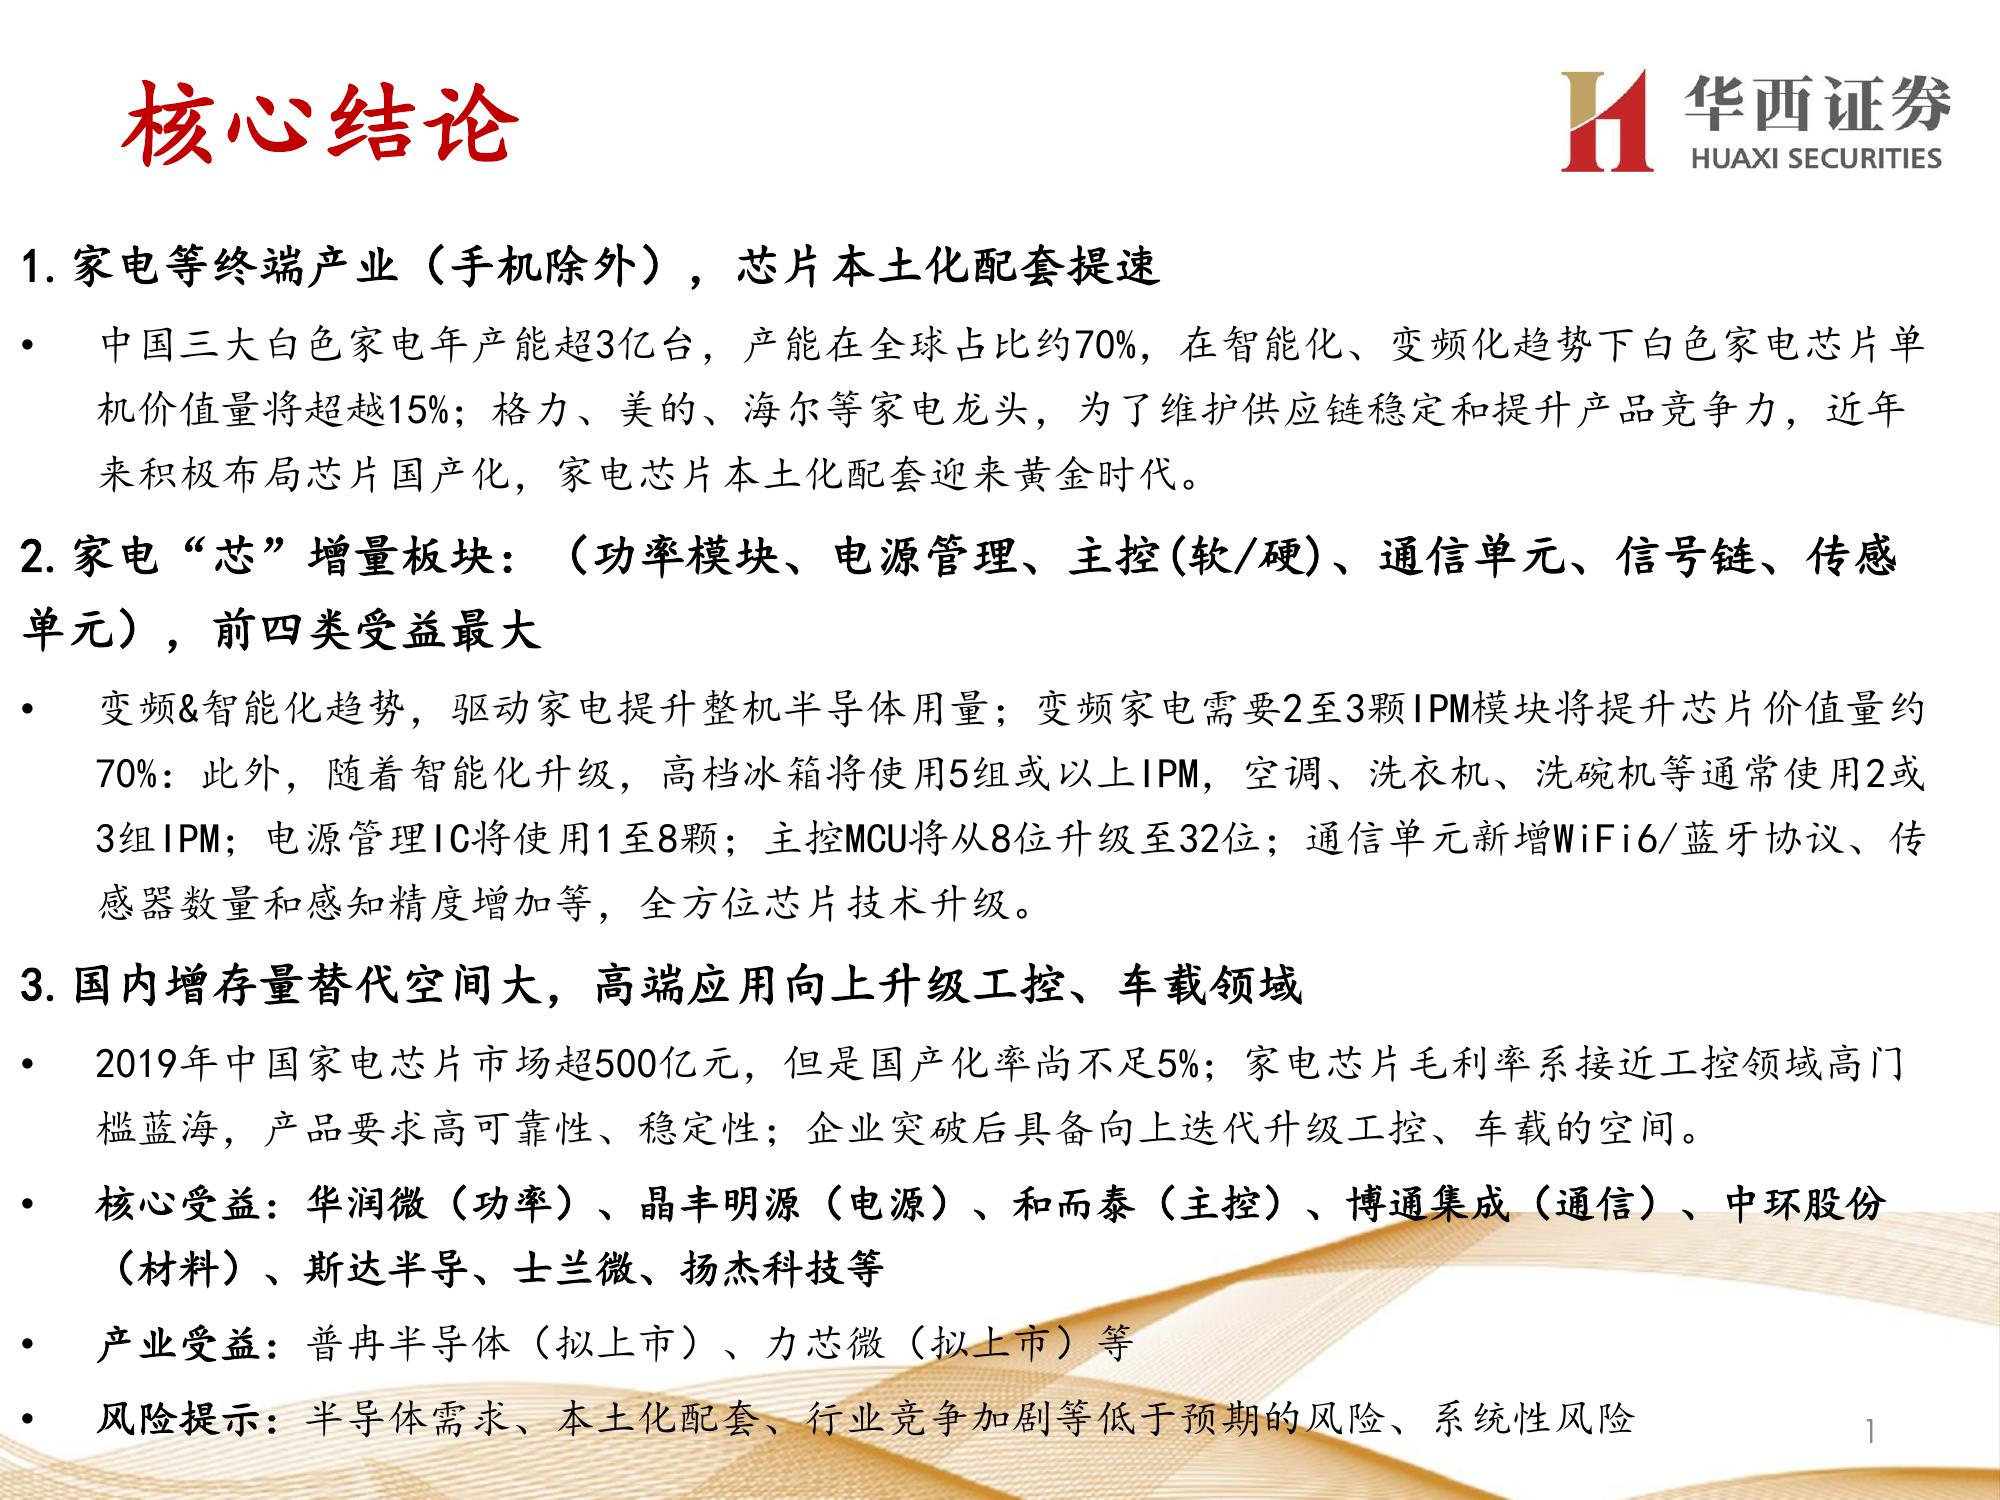 核心结论
华西证券
HUAXI SECURITIES
1.家电等终端产业（手机除外），芯片本土化配套提速
• 中国三大白色家电年产能超3亿台，产能在全球占比约70%，在智能化、变频化趋势下白色家电芯片单
机价值量将超越15%；格力、美的、海尔等家电龙头，为了维护供应链稳定和提升产品竞争力，近年
来积极布局芯片国产化，家电芯片本土化配套迎来黄金时代。
2.家电“芯”增量板块：（功率模块、电源管理、主控(软/硬)、通信单元、信号链、传感
单元），前四类受益最大
• 变频&智能化趋势，驱动家电提升整机半导体用量；变频家电需要2至3颗IPM模块将提升芯片价值量约
70%：此外，随着智能化升级，高档冰箱将使用5组或以上IPM，空调、洗衣机、洗碗机等通常使用2或
3组IPM；电源管理IC将使用1至8颗；主控MCU将从8位升级至32位；通信单元新增WiFi6/蓝牙协议、传
感器数量和感知精度增加等，全方位芯片技术升级。
3.国内增存量替代空间大，高端应用向上升级工控、车载领域
• 2019年中国家电芯片市场超500亿元，但是国产化率尚不足5%；家电芯片毛利率系接近工控领域高门
槛蓝海，产品要求高可靠性、稳定性；企业突破后具备向上迭代升级工控、车载的空间。
• 核心受益：华润微（功率）、晶丰明源（电源）、和而泰（主控）、博通集成（通信）、中环股份
（材料）、斯达半导、士兰微、扬杰科技等
• 产业受益：普冉半导体（拟上市）、力芯微（拟上市）等
• 风险提示：半导体需求、本土化配套、行业竞争加剧等低于预期的风险、系统性风险
1